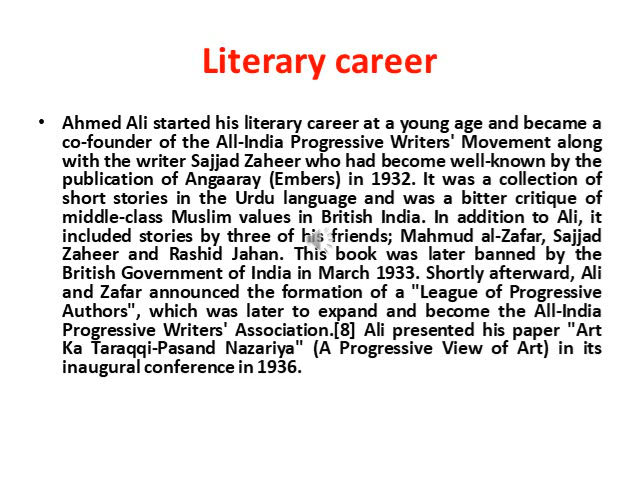 Literary career
• Ahmed Ali started his literary career at a young age and became a
co-founder of the All-India Progressive Writers' Movement along
with the writer Sajjad Zaheer who had become well-known by the
publication of Angaaray (Embers) in 1932. It was a collection of
short stories in the Urdu language and was a bitter critique of
middle-class Muslim values in British India. In addition to Ali, it
included stories by three of his friends; Mahmud al-Zafar, Sajjad
Zaheer and Rashid Jahan. This book was later banned by the
British Government of India in March 1933. Shortly afterward, Ali
and Zafar announced the formation of a "League of Progressive
Authors", which was later to expand and become the All-India
Progressive Writers' Association.[8] Ali presented his paper "Art
Ka Taraqqi-Pasand Nazariya" (A Progressive View of Art) in its
inaugural conference in 1936.